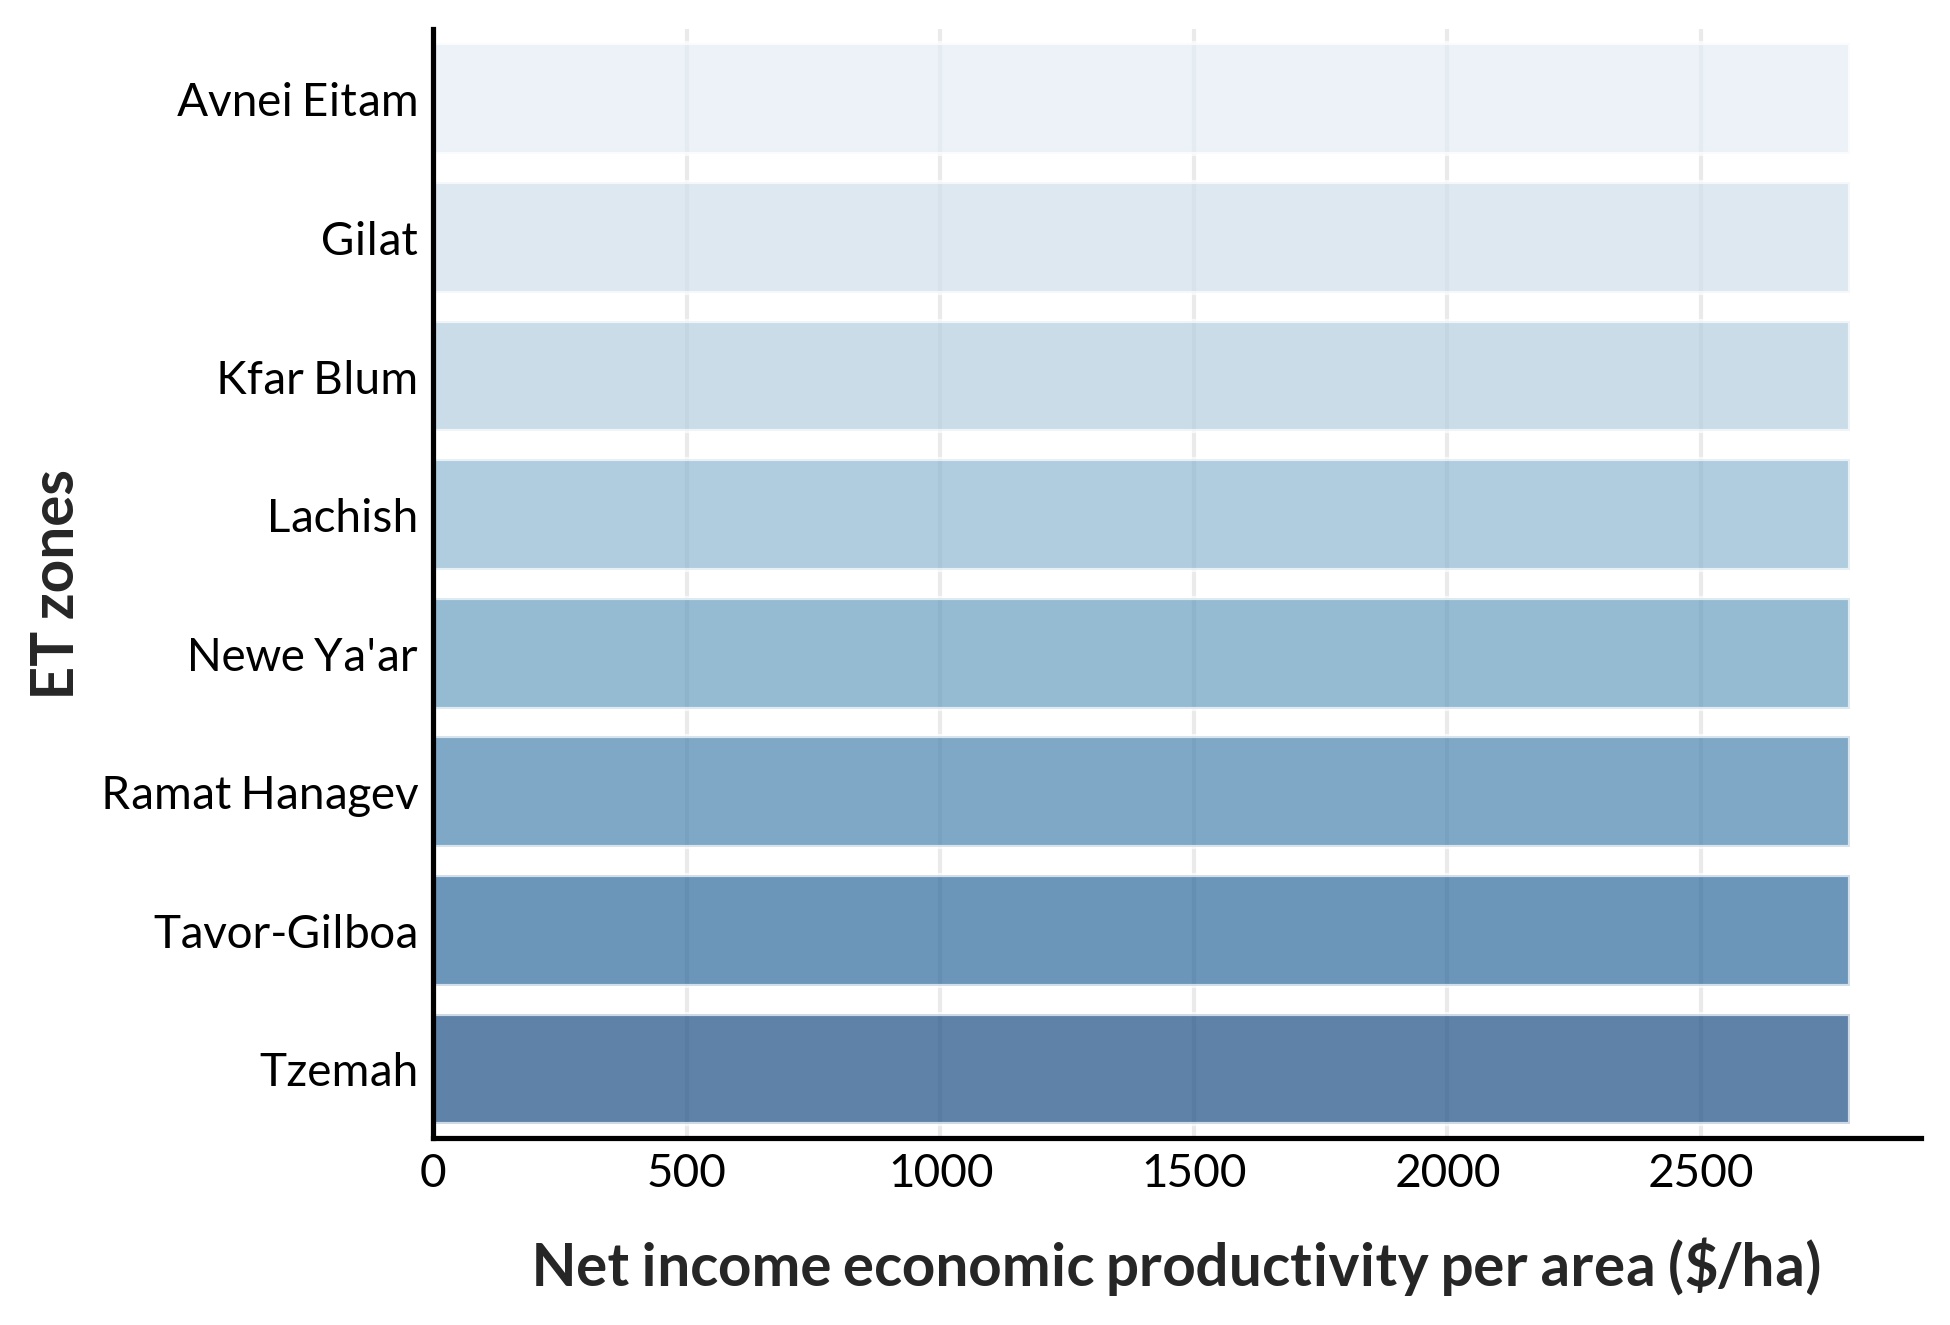 ET zones
Avnei Eitam
Gilat
Kfar Blum
Lachish
Newe Ya'ar
Ramat Hanagev
Tavor-Gilboa
Tzemah
0 500 1000 1500 2000 2500
Net income economic productivity per area ($/ha)